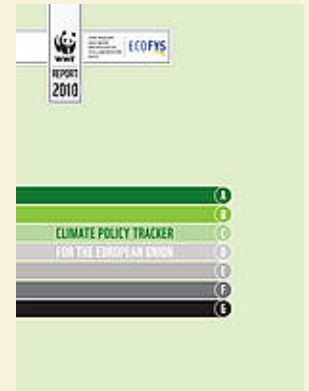 WWF
ECOFYS
REPORT
2010
A
B
C
CLIMATE POLICY TRACKER
D
FOR THE EUROPEAN UNION
E
F